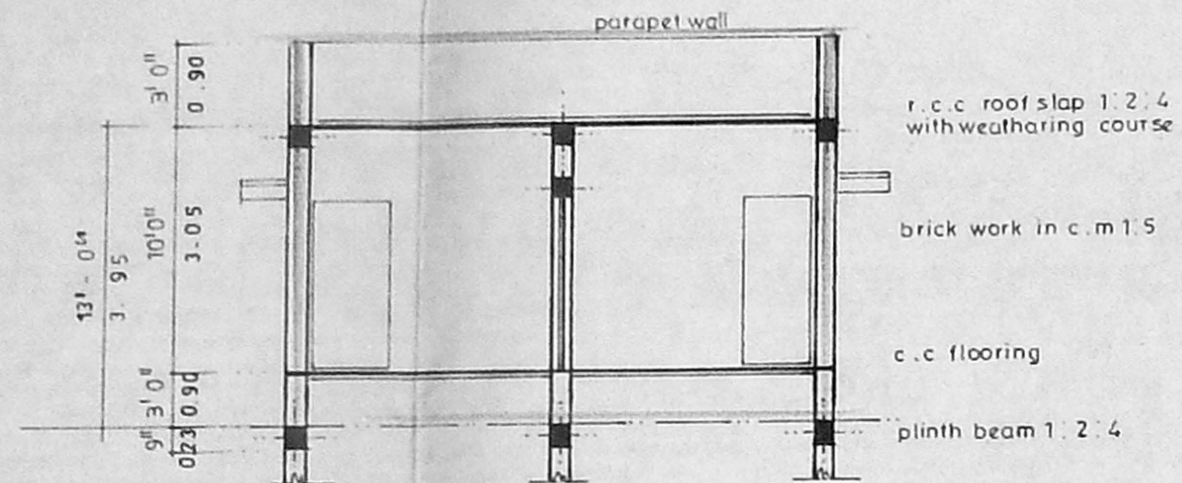 parapet wall
3' 0"
0.90
r.c.c roof slap 1:2:4
with weatharing course
10'0"
3.05
brick work in c.m 1:5
13'- 0"
3.95
c.c flooring
3' 0"
0.90
9"
0.23
plinth beam 1:2:4